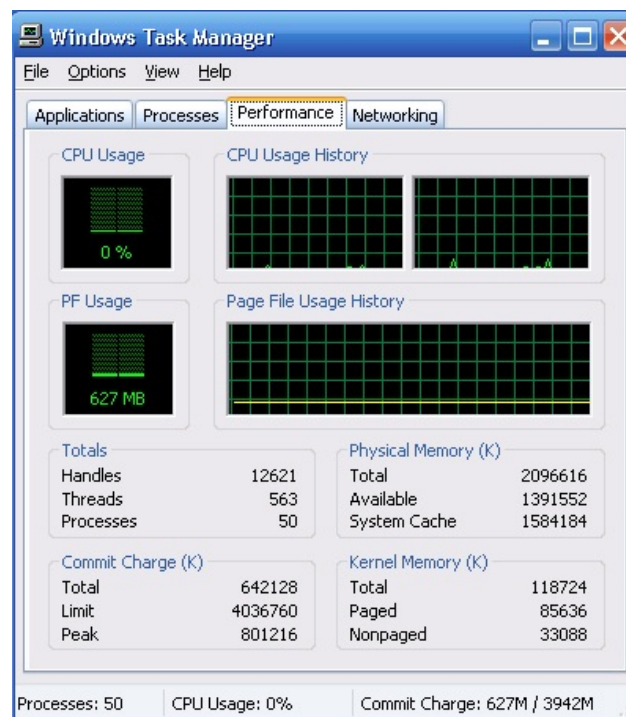 Windows Task Manager
File Options View Help
Applications Processes Performance Networking
CPU Usage CPU Usage History
0 %
PF Usage Page File Usage History
627 MB
Totals Physical Memory (K)
Handles 12621 Total 2096616
Threads 563 Available 1391552
Processes 50 System Cache 1584184
Commit Charge (K) Kernel Memory (K)
Total 642128 Total 118724
Limit 4036760 Paged 85636
Peak 801216 Nonpaged 33088
Processes: 50 CPU Usage: 0% Commit Charge: 627M / 3942M